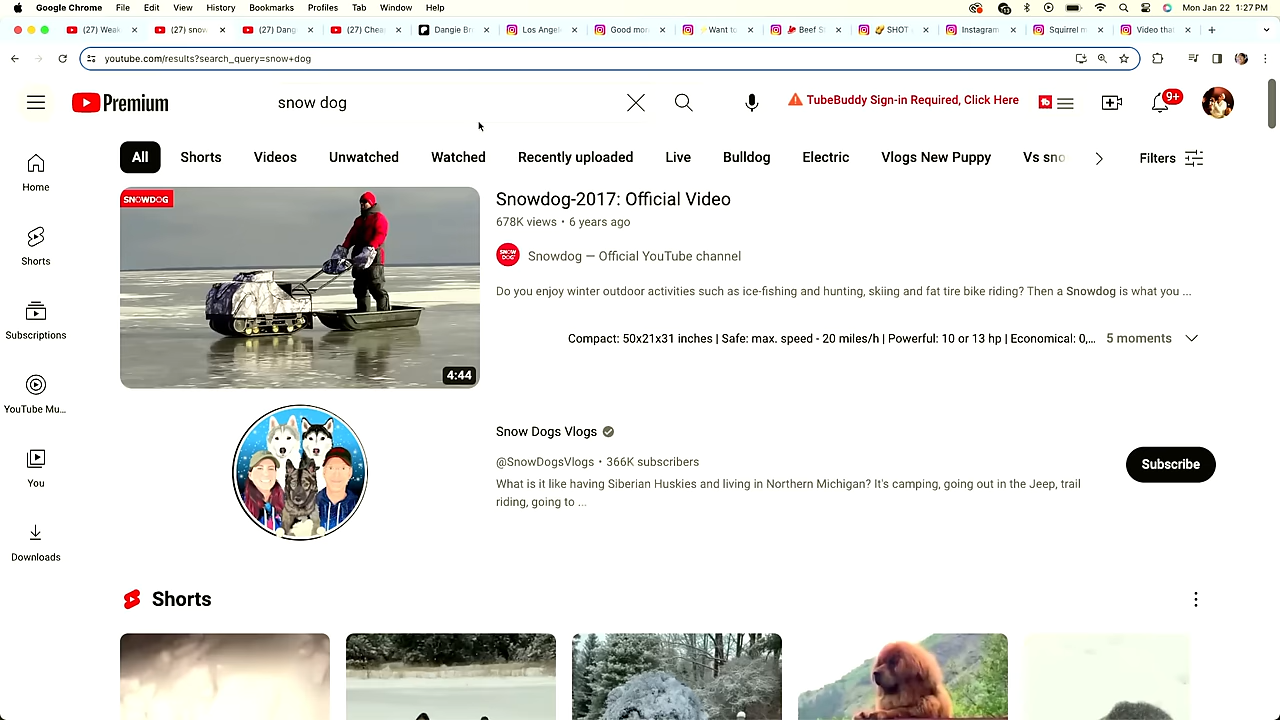 Google Chrome File Edit View History Bookmarks Profiles Tab Window Help Mon Jan 22 1:27 PM
(27) Weak (27) snow (27) Dang (27) Chea Dangie Br Los Angel Good mor Want to Beef S SHOT Instagram Squirrel m Video tha
youtube.com/results?search_query=snow+dog
Premium
snow dog
TubeBuddy Sign-in Required, Click Here
9+
All Shorts Videos Unwatched Watched Recently uploaded Live Bulldog Electric Vlogs New Puppy Vs sno Filters
Home
Shorts
Subscriptions
YouTube Mu...
You
Downloads
SNOWDOG
4:44
Snowdog-2017: Official Video
678K views • 6 years ago
SNOW DOG
Snowdog — Official YouTube channel
Do you enjoy winter outdoor activities such as ice-fishing and hunting, skiing and fat tire bike riding? Then a Snowdog is what you ...
Compact: 50x21x31 inches | Safe: max. speed - 20 miles/h | Powerful: 10 or 13 hp | Economical: 0,... 5 moments
Snow Dogs Vlogs
@SnowDogsVlogs • 366K subscribers
What is it like having Siberian Huskies and living in Northern Michigan? It's camping, going out in the Jeep, trail
riding, going to ...
Subscribe
Shorts